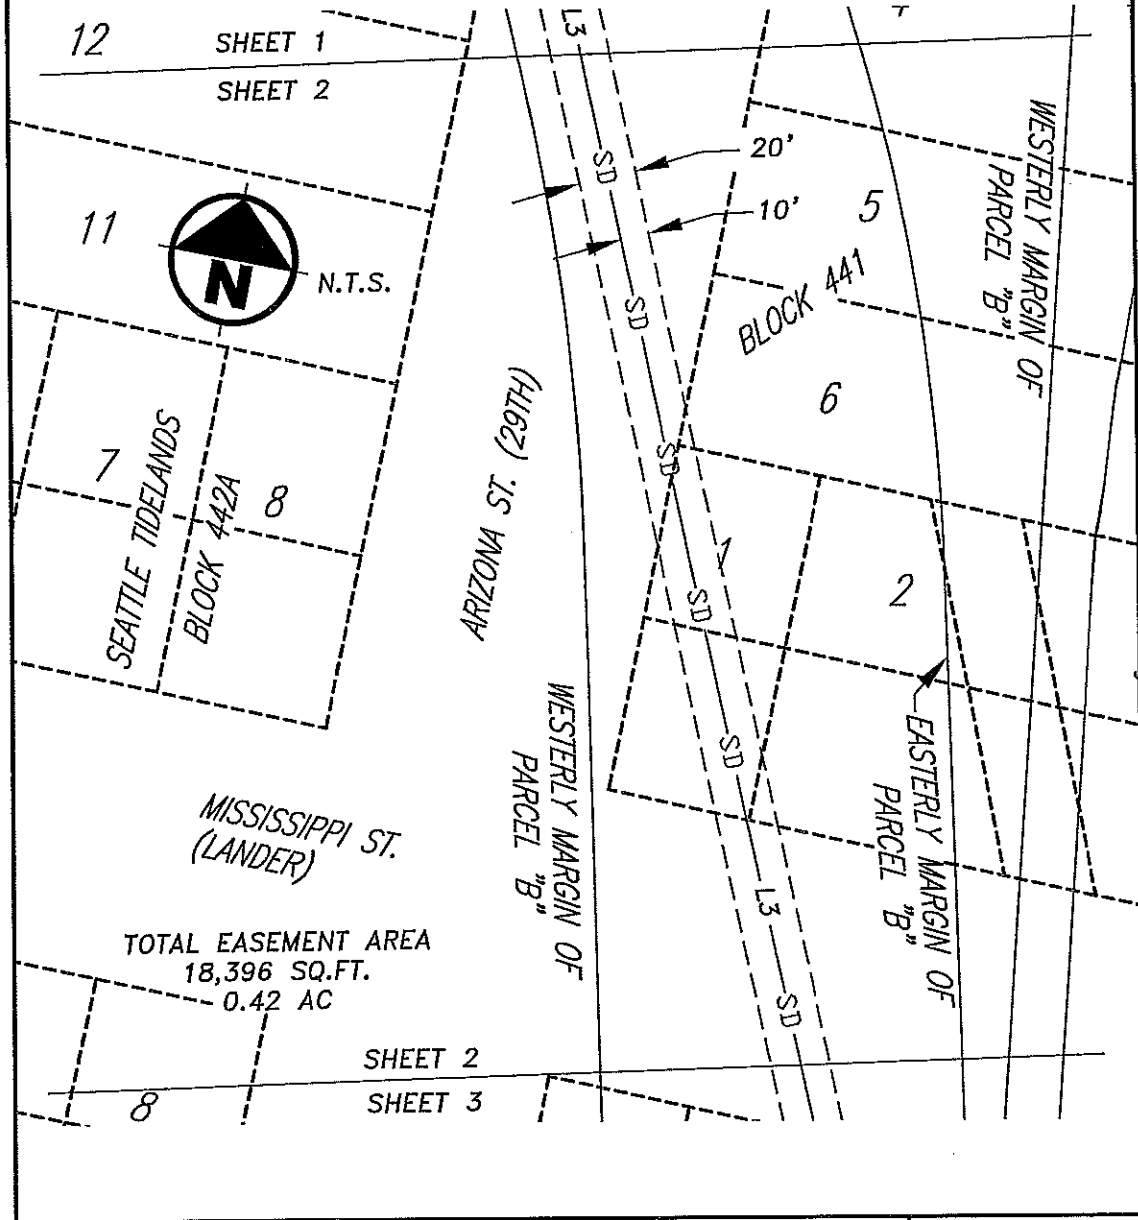 12
SHEET 1
SHEET 2
L3
SD
20'
10'
5
11
N
N.T.S.
SD
BLOCK 441
WESTERLY MARGIN OF
PARCEL "B"
6
ARIZONA ST. (29TH)
7
8
SEATTLE TIDELANDS
BLOCK 442A
SD
1
2
SD
SD
WESTERLY MARGIN OF
PARCEL "B"
EASTERLY MARGIN OF
PARCEL "B"
MISSISSIPPI ST.
(LANDER)
L3
TOTAL EASEMENT AREA
18,396 SQ.FT.
0.42 AC
SD
SHEET 2
SHEET 3
8